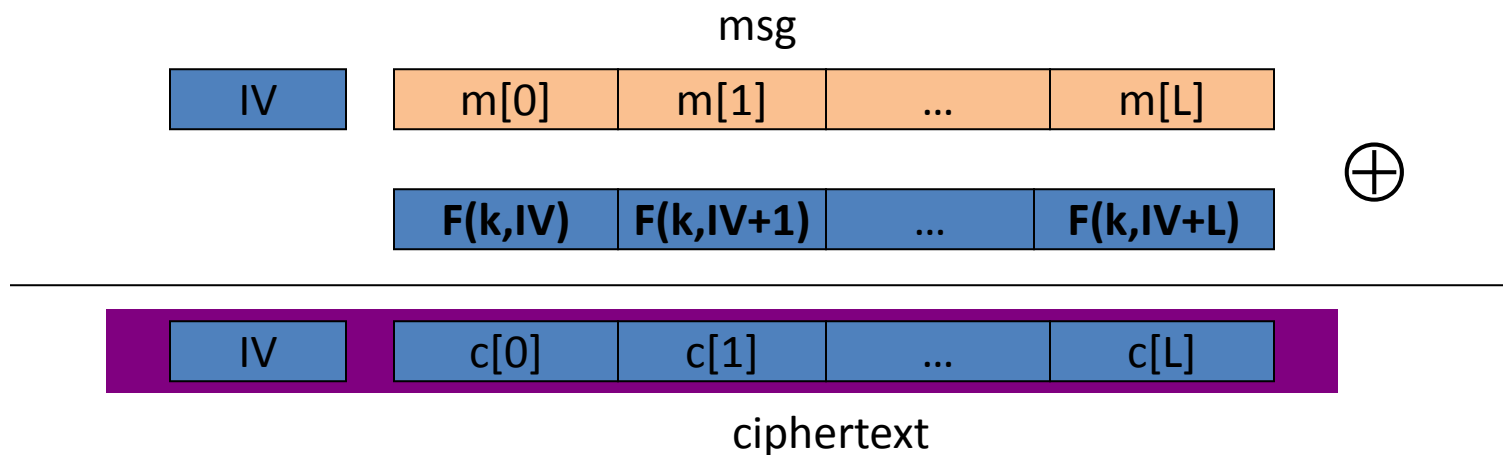 msg
IV m[0] m[1] … m[L]
⊕
F(k,IV) F(k,IV+1) … F(k,IV+L)
IV c[0] c[1] … c[L]
ciphertext